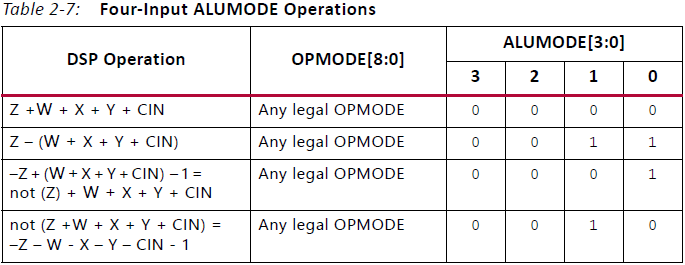 Table 2-7: Four-Input ALUMODE Operations
DSP Operation OPMODE[8:0] ALUMODE[3:0]
3 2 1 0
Z +W + X + Y + CIN Any legal OPMODE 0 0 0 0
Z – (W + X + Y + CIN) Any legal OPMODE 0 0 1 1
–Z + (W + X + Y + CIN) – 1 = Any legal OPMODE 0 0 0 1
not (Z) + W + X + Y + CIN
not (Z +W + X + Y + CIN) = Any legal OPMODE 0 0 1 0
–Z – W - X – Y – CIN - 1